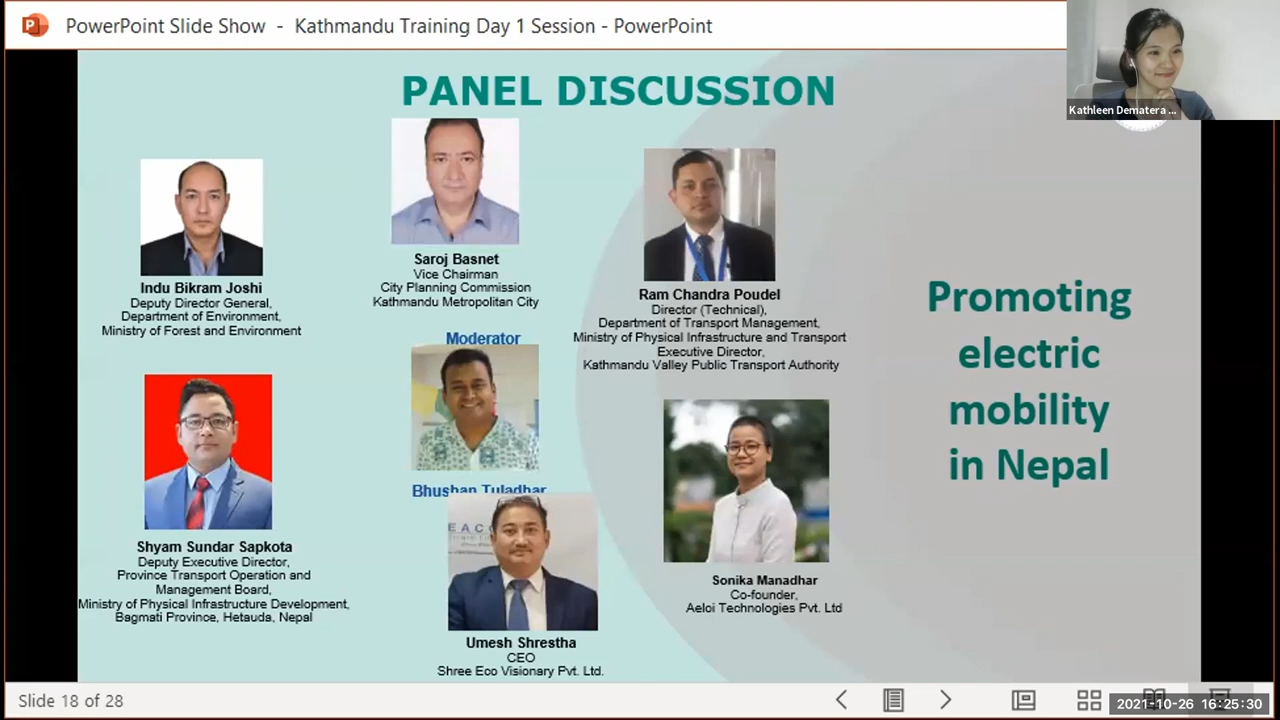 PowerPoint Slide Show - Kathmandu Training Day 1 Session - PowerPoint
Kathleen Dematera ...
PANEL DISCUSSION
Indu Bikram Joshi
Deputy Director General,
Department of Environment,
Ministry of Forest and Environment
Saroj Basnet
Vice Chairman
City Planning Commission
Kathmandu Metropolitan City
Ram Chandra Poudel
Director (Technical),
Department of Transport Management,
Ministry of Physical Infrastructure and Transport
Executive Director,
Kathmandu Valley Public Transport Authority
Moderator
Bhushan Tuladhar
Shyam Sundar Sapkota
Deputy Executive Director,
Province Transport Operation and
Management Board,
Ministry of Physical Infrastructure Development,
Bagmati Province, Hetauda, Nepal
EAC
Umesh Shrestha
CEO
Shree Eco Visionary Pvt. Ltd.
Sonika Manadhar
Co-founder,
Aeloi Technologies Pvt. Ltd
Promoting
electric
mobility
in Nepal
Slide 18 of 28
2021-10-26 16:25:30